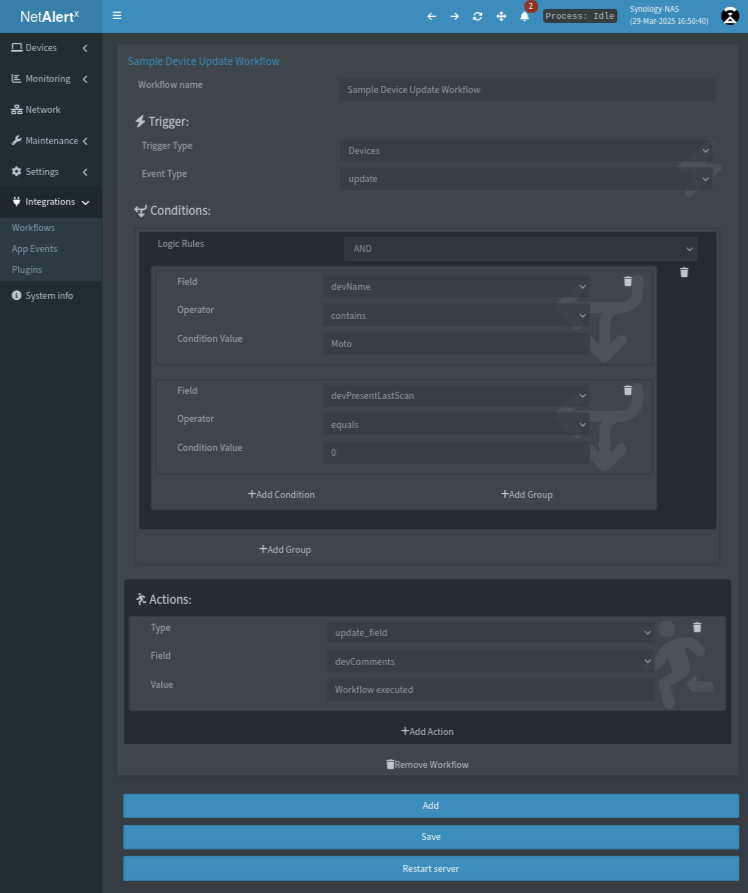 NetAlertX
2
Process: Idle
Synology-NAS
(29-Mar-2025 16:50:40)
Devices
Monitoring
Network
Maintenance
Settings
Integrations
Workflows
App Events
Plugins
System info
Sample Device Update Workflow
Workflow name
Sample Device Update Workflow
Trigger:
Trigger Type
Devices
Event Type
update
Conditions:
Logic Rules
AND
Field
devName
Operator
contains
Condition Value
Moto
Field
devPresentLastScan
Operator
equals
Condition Value
0
+Add Condition
+Add Group
+Add Group
Actions:
Type
update_field
Field
devComments
Value
Workflow executed
+Add Action
Remove Workflow
Add
Save
Restart server